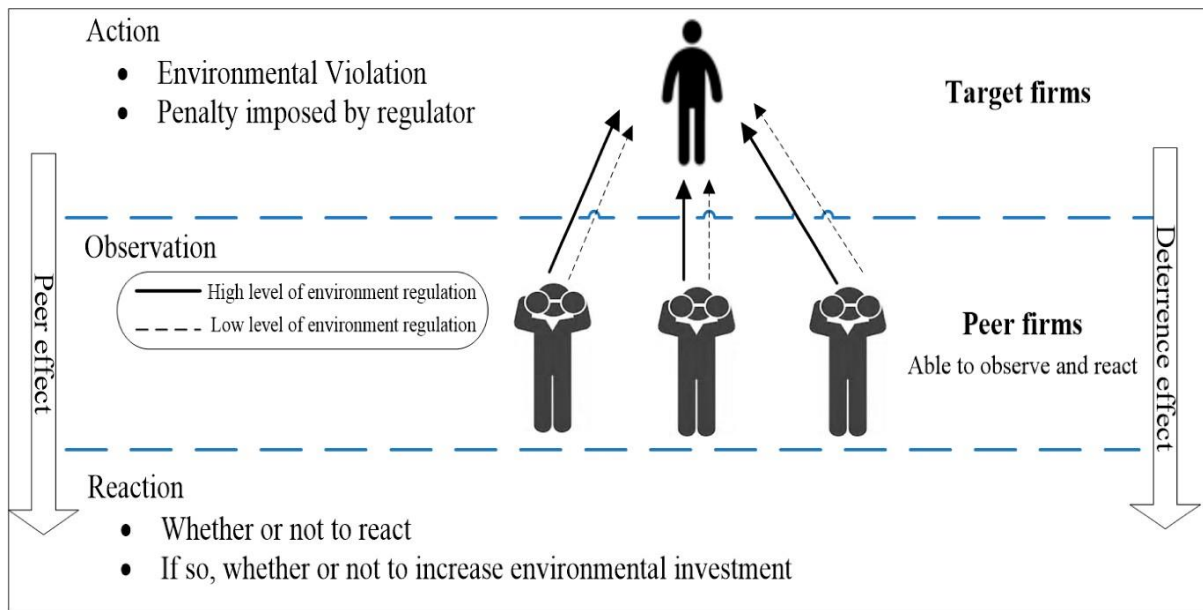 Action
• Environmental Violation
• Penalty imposed by regulator
Target firms
Peer effect
Deterrence effect
Observation
High level of environment regulation
Low level of environment regulation
Peer firms
Able to observe and react
Reaction
• Whether or not to react
• If so, whether or not to increase environmental investment